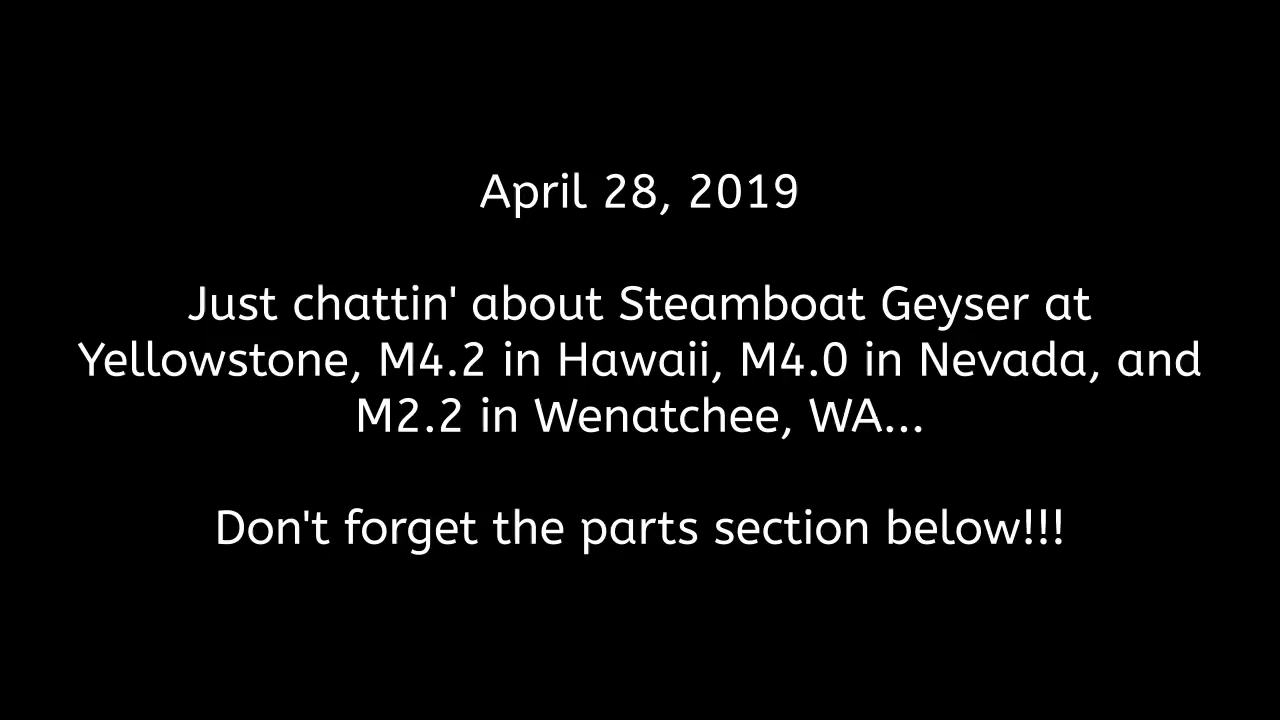 April 28, 2019
Just chattin' about Steamboat Geyser at
Yellowstone, M4.2 in Hawaii, M4.0 in Nevada, and
M2.2 in Wenatchee, WA...
Don't forget the parts section below!!!